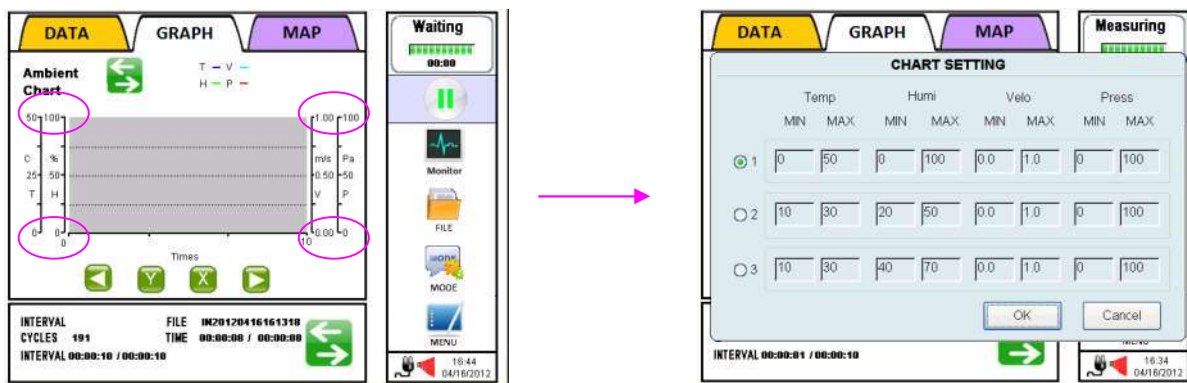 DATA GRAPH MAP
Waiting
00:00
Ambient
Chart
T V
H P
50 100 1.00 100
C % m/s Pa
25 50 0.50 50
T H V P
0 0 0.00 0
0 10
Times
Y X
Monitor
FILE
MODE
MODE
MENU
INTERVAL FILE IN20120416161318
CYCLES 191 TIME 00:00:08 / 00:00:08
INTERVAL 00:00:10 / 00:00:10
16:44
04/16/2012
DATA GRAPH MAP
Measuring
CHART SETTING
Temp Humi Velo Press
MIN MAX MIN MAX MIN MAX MIN MAX
1 0 50 0 100 0.0 1.0 0 100
2 10 30 20 50 0.0 1.0 0 100
3 10 30 40 70 0.0 1.0 0 100
OK Cancel
INTERVAL 00:00:01 / 00:00:10
16:34
04/16/2012